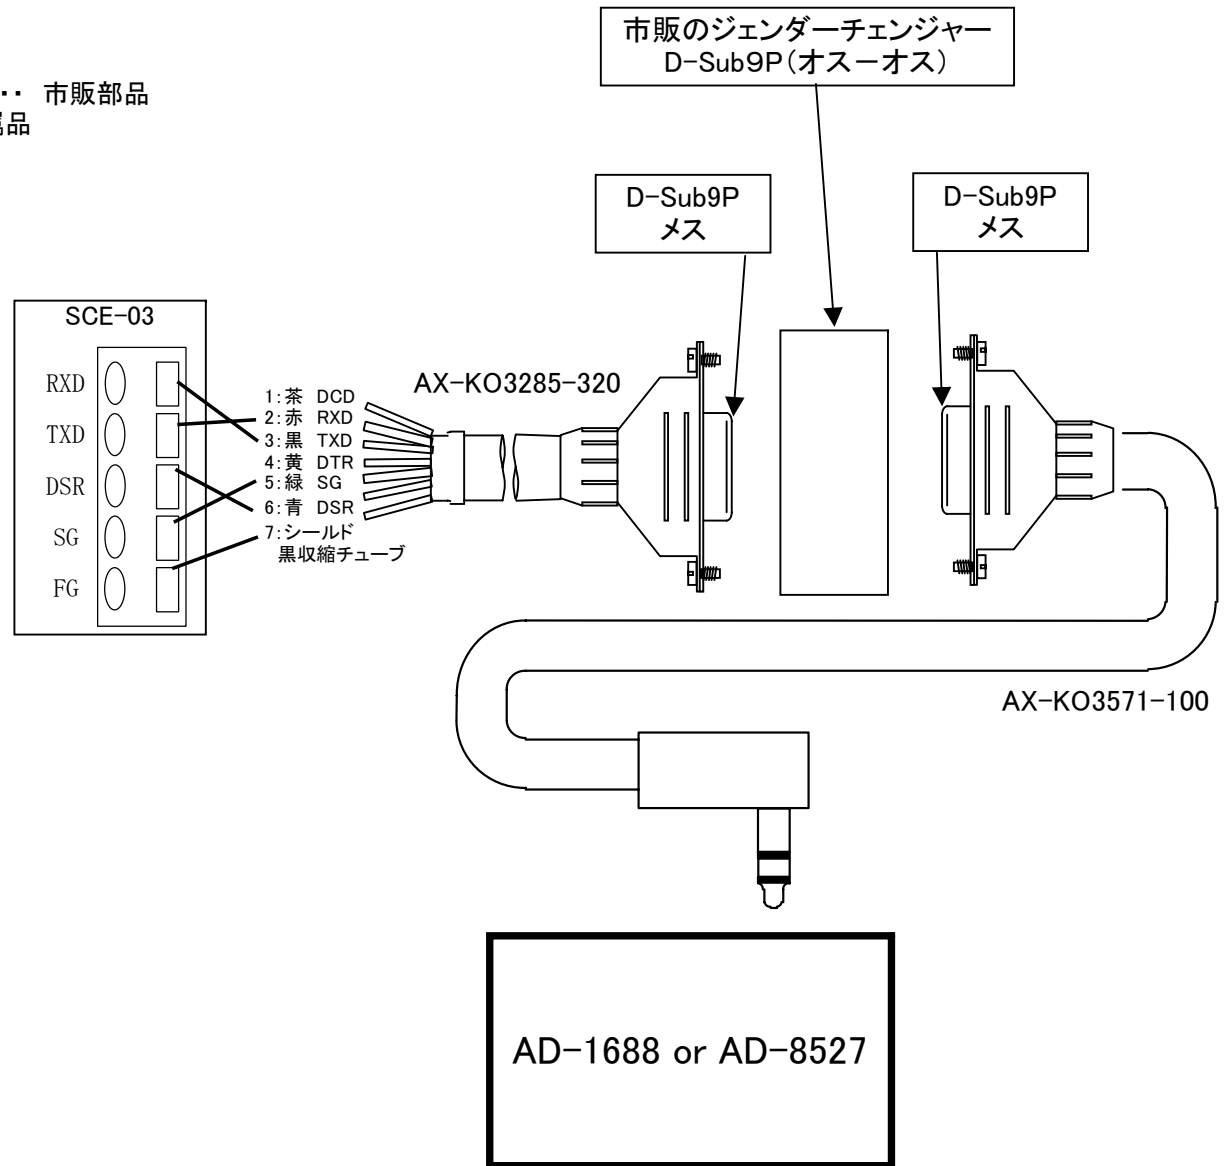 市販のジェンダーチェンジャー
D-Sub9P(オスーオス)
‥ 市販部品
属品
D-Sub9P
メス
D-Sub9P
メス
SCE-03
RXD
TXD
DSR
SG
FG
1:茶 DCD
2:赤 RXD
3:黒 TXD
4:黄 DTR
5:緑 SG
6:青 DSR
7:シールド
黒収縮チューブ
AX-KO3285-320
AX-KO3571-100
AD-1688 or AD-8527